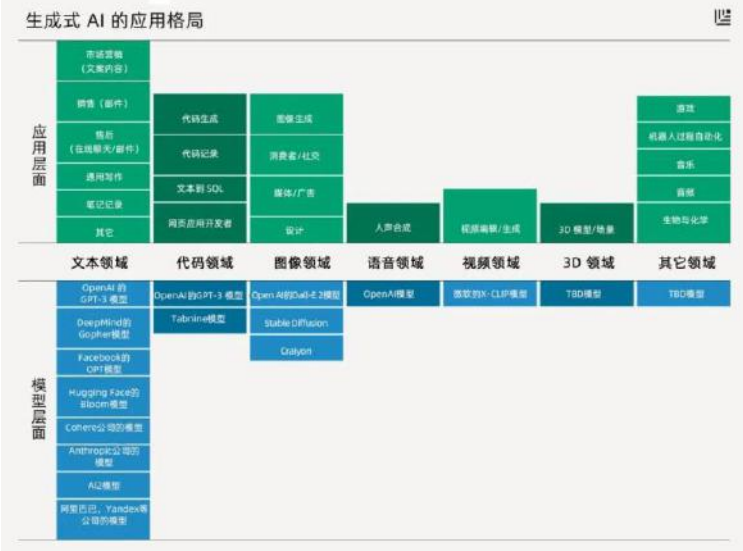 生成式 AI 的应用格局
应用层面
市场营销
(文案内容)
销售（邮件）
售后
(在线聊天/邮件)
通用写作
笔记记录
其它
代码生成
代码记录
文本到 SQL
网页应用开发者
图像生成
消费者/社交
媒体/广告
设计
人声合成
视频编辑/生成
3D 模型/场景
游戏
机器人过程自动化
音乐
音频
生物与化学
文本领域
代码领域
图像领域
语音领域
视频领域
3D 领域
其它领域
模型层面
OpenAI 的
GPT-3 模型
DeepMind的
Gopher模型
Facebook的
OPT模型
Hugging Face的
Bloom模型
Cohere公司的模型
Anthropic公司的
模型
AI2模型
阿里巴巴、Yandex等
公司的模型
OpenAI的GPT-3 模型
Tabnine模型
Open AI的Dall-E 2模型
Stable Diffusion
Craiyon
OpenAI模型
微软的X-CLIP模型
TBD模型
TBD模型